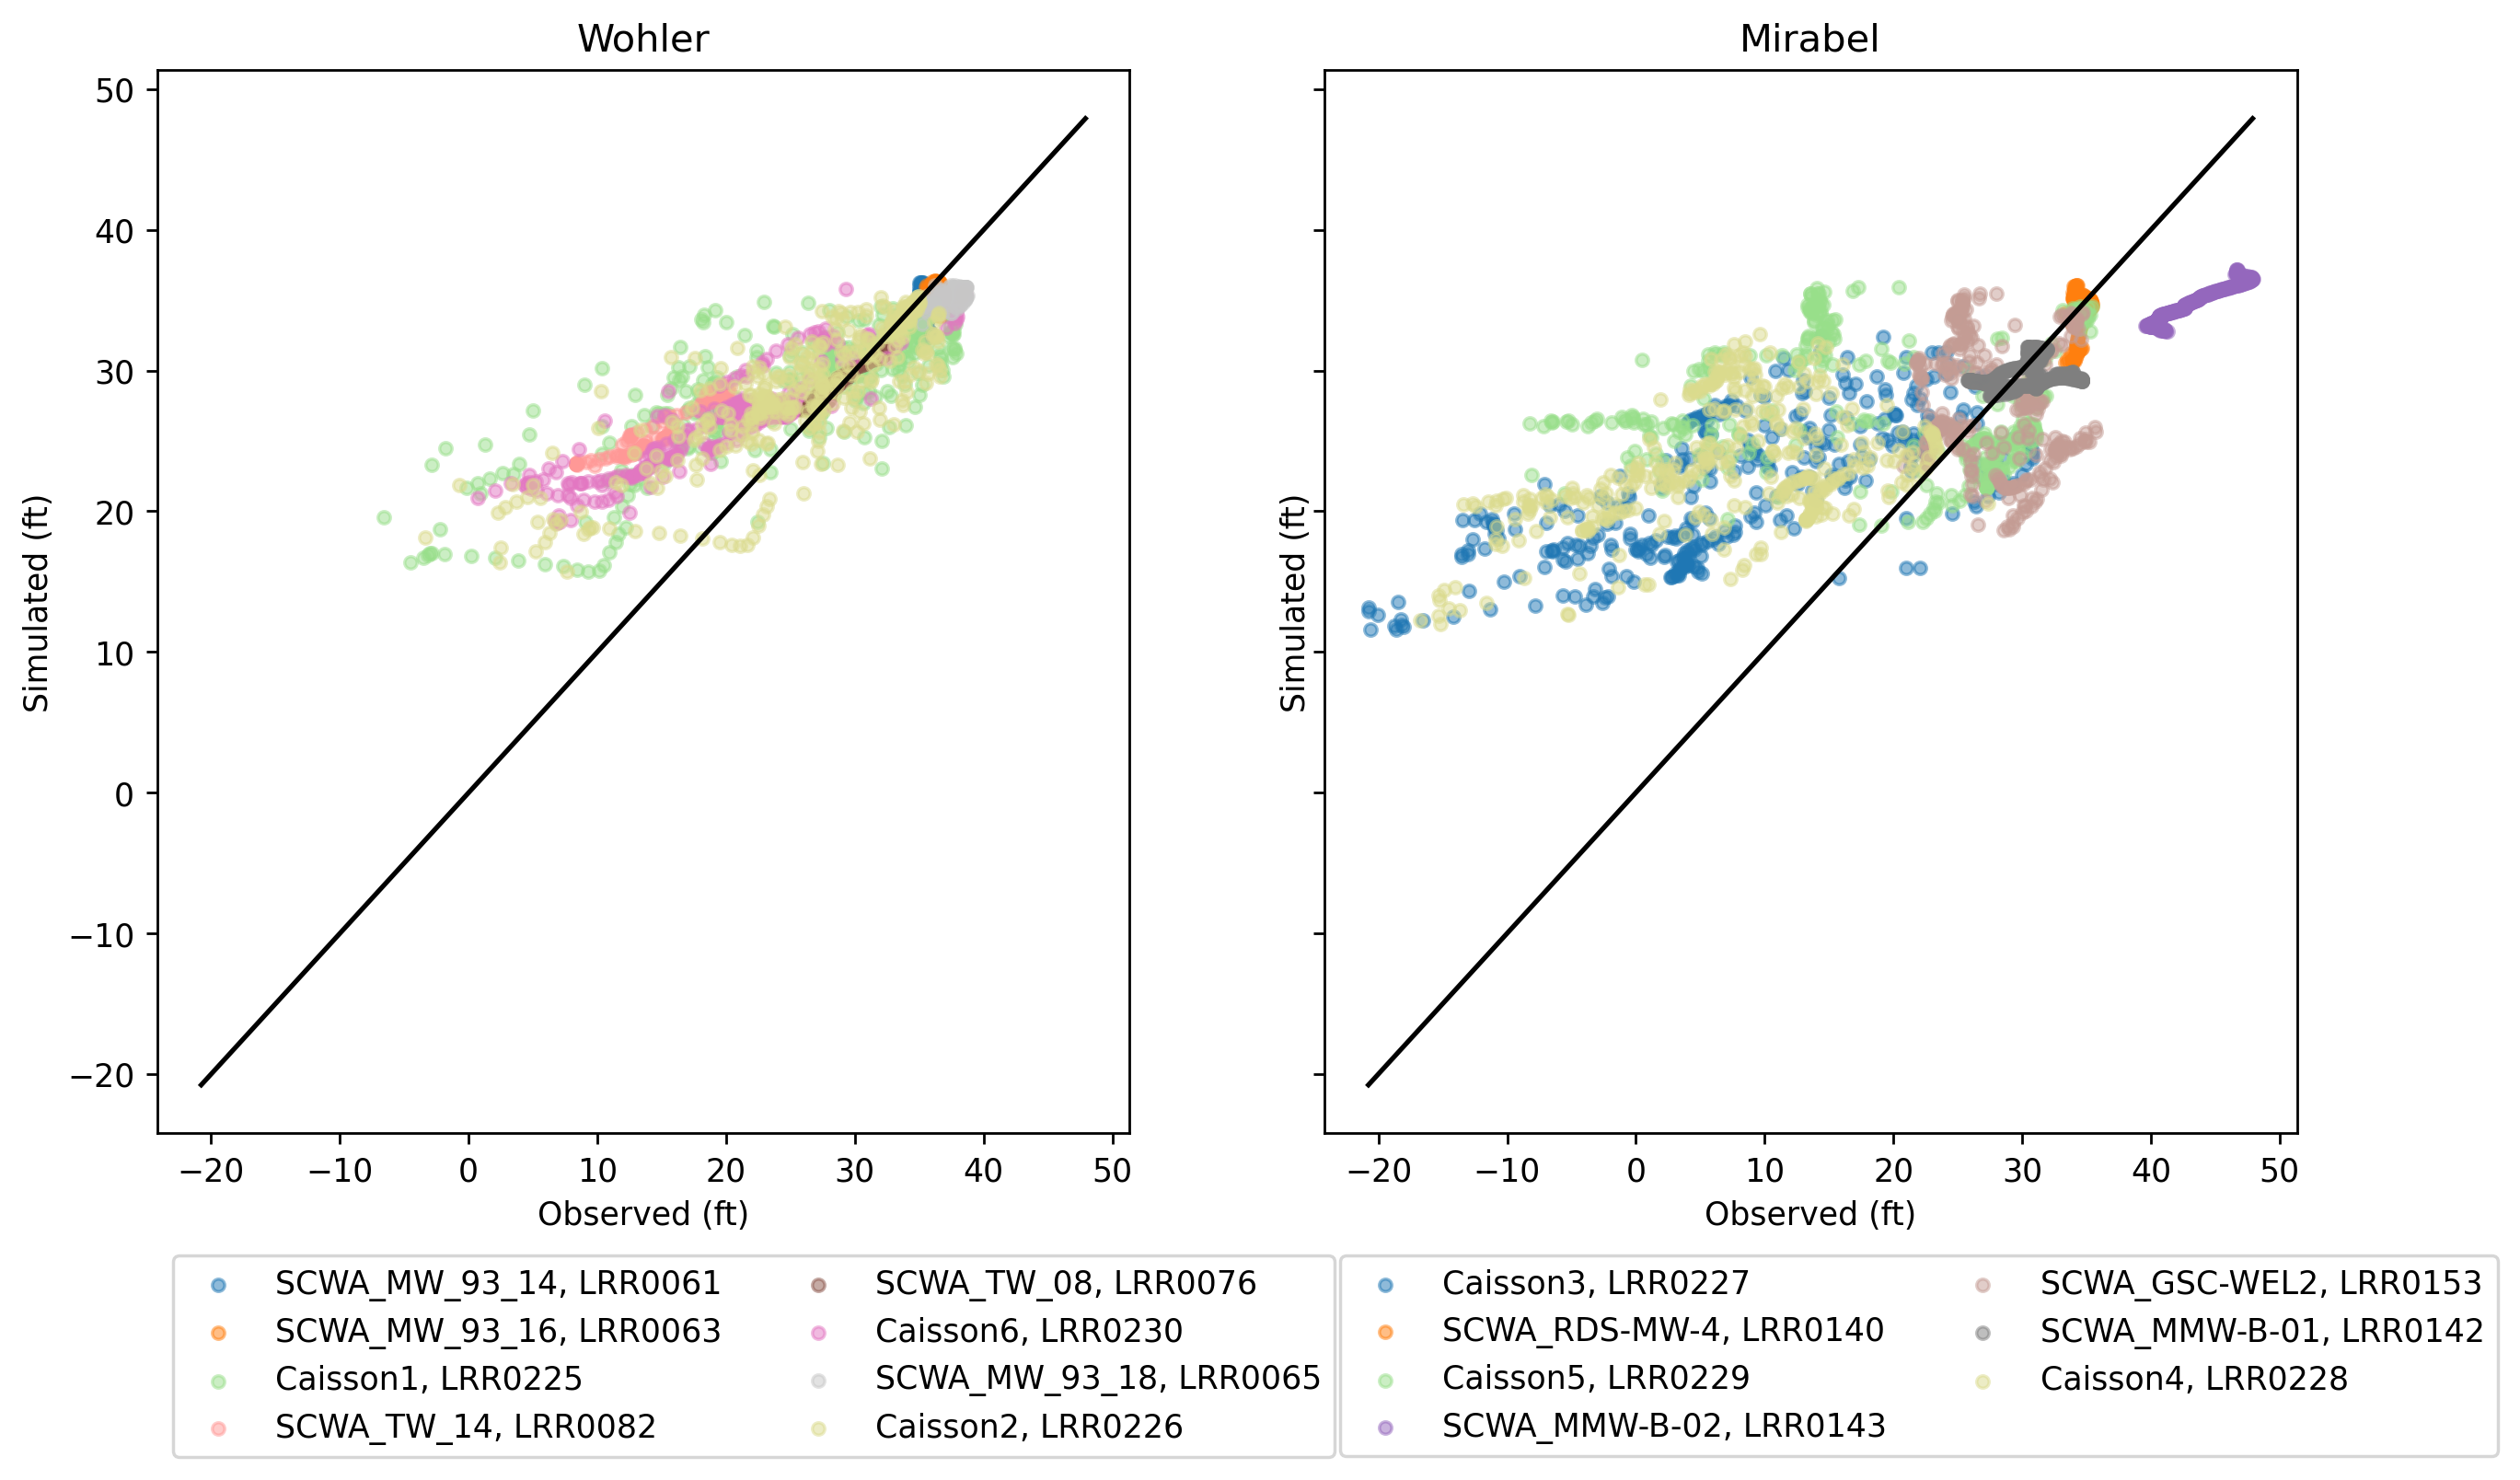 Wohler
Mirabel
50
40
30
20
10
0
−10
−20
Simulated (ft)
Simulated (ft)
−20 −10 0 10 20 30 40 50
−20 −10 0 10 20 30 40 50
Observed (ft)
Observed (ft)
SCWA_MW_93_14, LRR0061
SCWA_MW_93_16, LRR0063
Caisson1, LRR0225
SCWA_TW_14, LRR0082
SCWA_TW_08, LRR0076
Caisson6, LRR0230
SCWA_MW_93_18, LRR0065
Caisson2, LRR0226
Caisson3, LRR0227
SCWA_RDS-MW-4, LRR0140
Caisson5, LRR0229
SCWA_MMW-B-02, LRR0143
SCWA_GSC-WEL2, LRR0153
SCWA_MMW-B-01, LRR0142
Caisson4, LRR0228